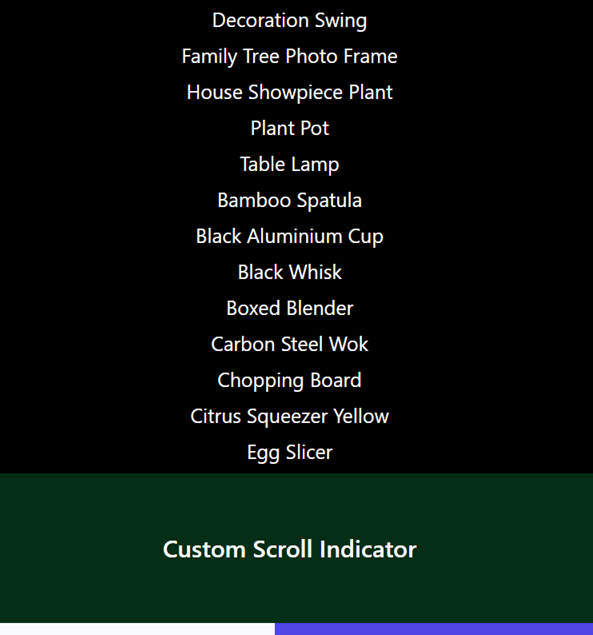 Decoration Swing
Family Tree Photo Frame
House Showpiece Plant
Plant Pot
Table Lamp
Bamboo Spatula
Black Aluminium Cup
Black Whisk
Boxed Blender
Carbon Steel Wok
Chopping Board
Citrus Squeezer Yellow
Egg Slicer
Custom Scroll Indicator